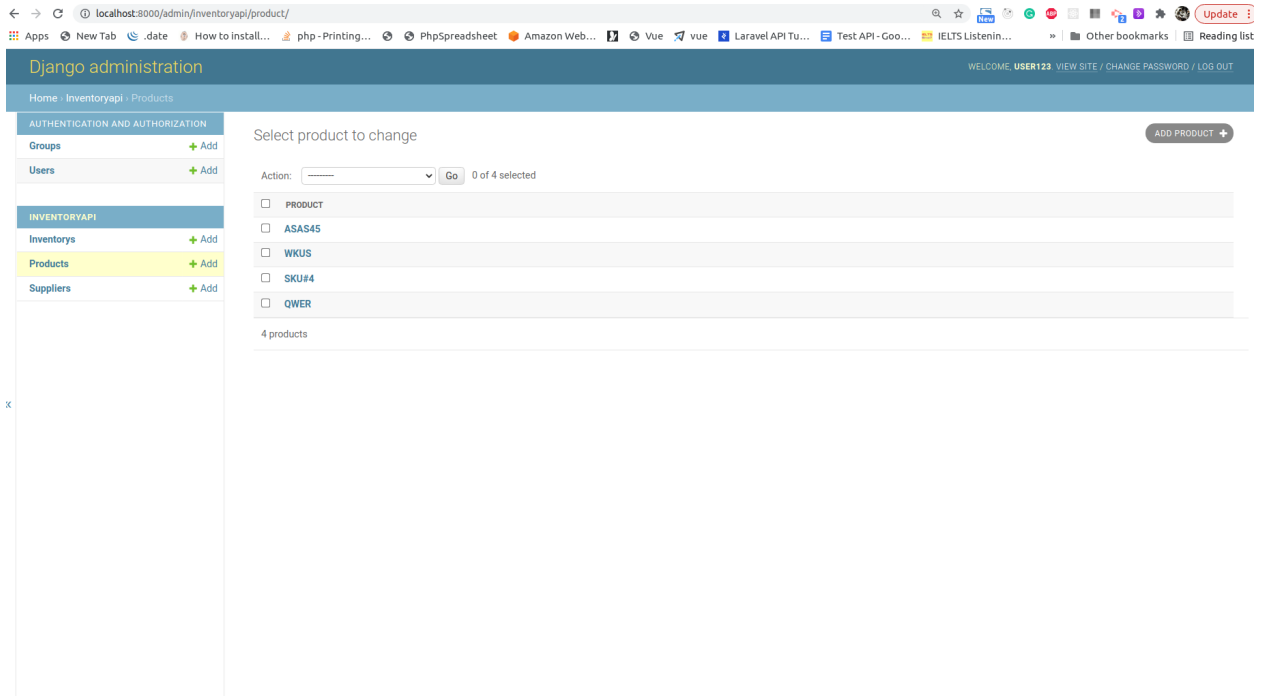 localhost:8000/admin/inventoryapi/product/
New
ABP
2
Update
Apps New Tab .date How to install... php - Printing... PhpSpreadsheet Amazon Web... Vue vue Laravel API Tu... Test API - Goo... IELTS Listenin... » Other bookmarks Reading list
Django administration
WELCOME, USER123. VIEW SITE / CHANGE PASSWORD / LOG OUT
Home › Inventoryapi › Products
AUTHENTICATION AND AUTHORIZATION
Groups + Add
Users + Add
INVENTORYAPI
Inventorys + Add
Products + Add
Suppliers + Add
«
Select product to change
ADD PRODUCT +
Action: --------- Go 0 of 4 selected
PRODUCT
ASAS45
WKUS
SKU#4
QWER
4 products